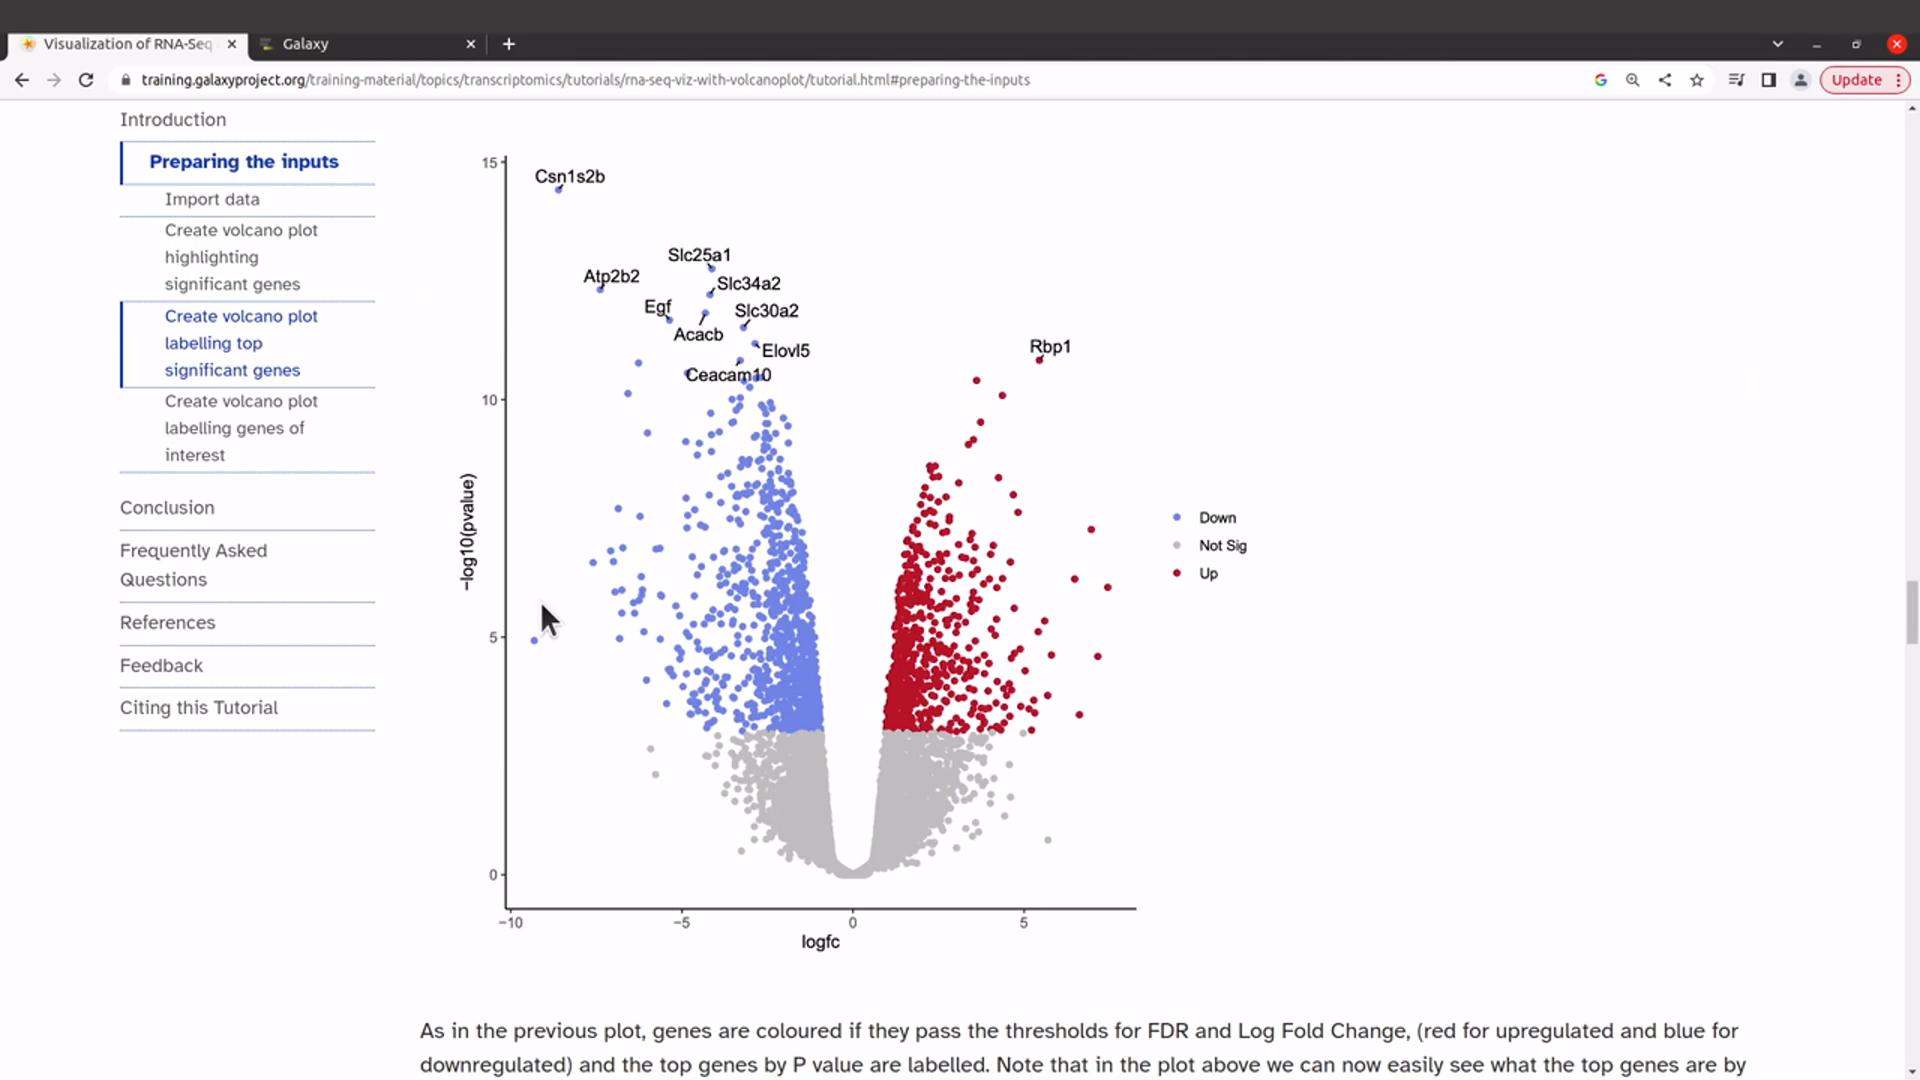 Visualization of RNA-Seq
Galaxy
training.galaxyproject.org/training-material/topics/transcriptomics/tutorials/rna-seq-viz-with-volcanoplot/tutorial.html#preparing-the-inputs
Update
Introduction
Preparing the inputs
Import data
Create volcano plot
highlighting
significant genes
Create volcano plot
labelling top
significant genes
Create volcano plot
labelling genes of
interest
Conclusion
Frequently Asked
Questions
References
Feedback
Citing this Tutorial
15
10
5
0
−log10(pvalue)
Csn1s2b
Slc25a1
Atp2b2
Slc34a2
Egf
Slc30a2
Acacb
Elovl5
Ceacam10
Rbp1
Down
Not Sig
Up
−10
−5
0
5
logfc
As in the previous plot, genes are coloured if they pass the thresholds for FDR and Log Fold Change, (red for upregulated and blue for
downregulated) and the top genes by P value are labelled. Note that in the plot above we can now easily see what the top genes are by